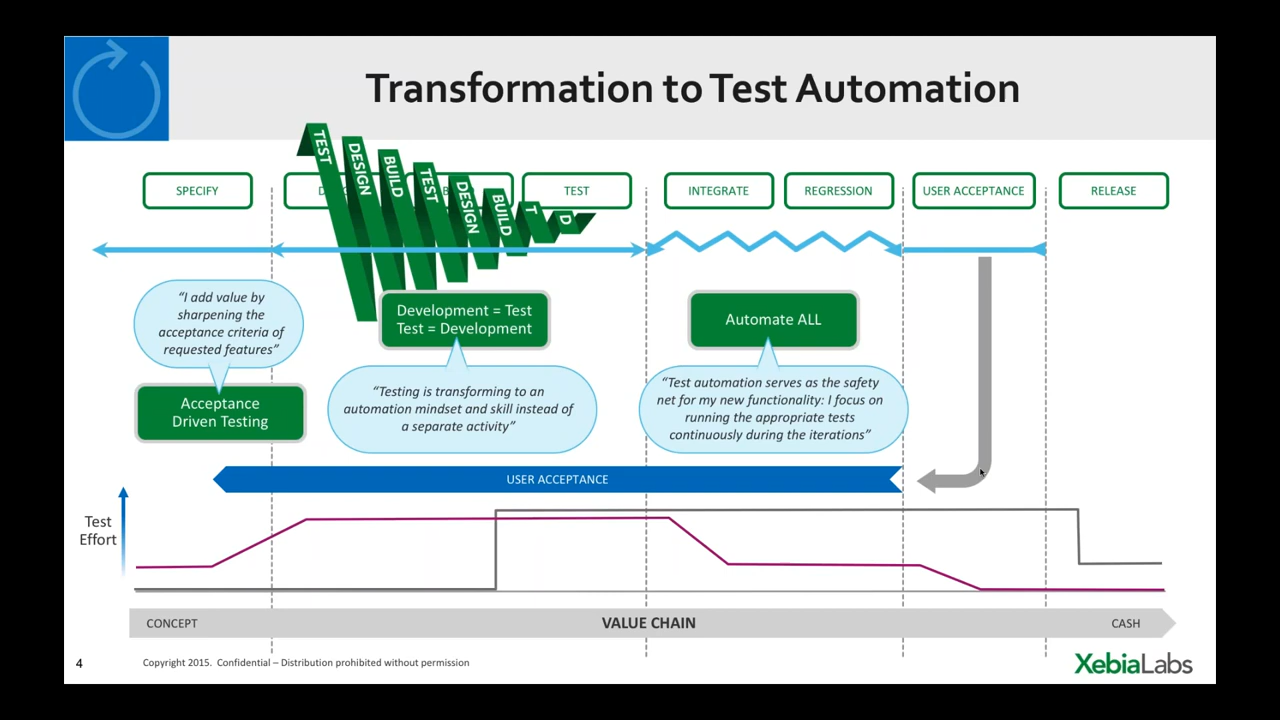 Transformation to Test Automation
TEST
DESIGN
BUILD
TEST
DESIGN
BUILD
T
D
SPECIFY
TEST
INTEGRATE
REGRESSION
USER ACCEPTANCE
RELEASE
“I add value by
sharpening the
acceptance criteria of
requested features”
Development = Test
Test = Development
Automate ALL
Acceptance
Driven Testing
“Testing is transforming to an
automation mindset and skill instead of
a separate activity”
“Test automation serves as the safety
net for my new functionality: I focus on
running the appropriate tests
continuously during the iterations”
USER ACCEPTANCE
Test
Effort
CONCEPT
VALUE CHAIN
CASH
4
Copyright 2015. Confidential – Distribution prohibited without permission
XebiaLabs